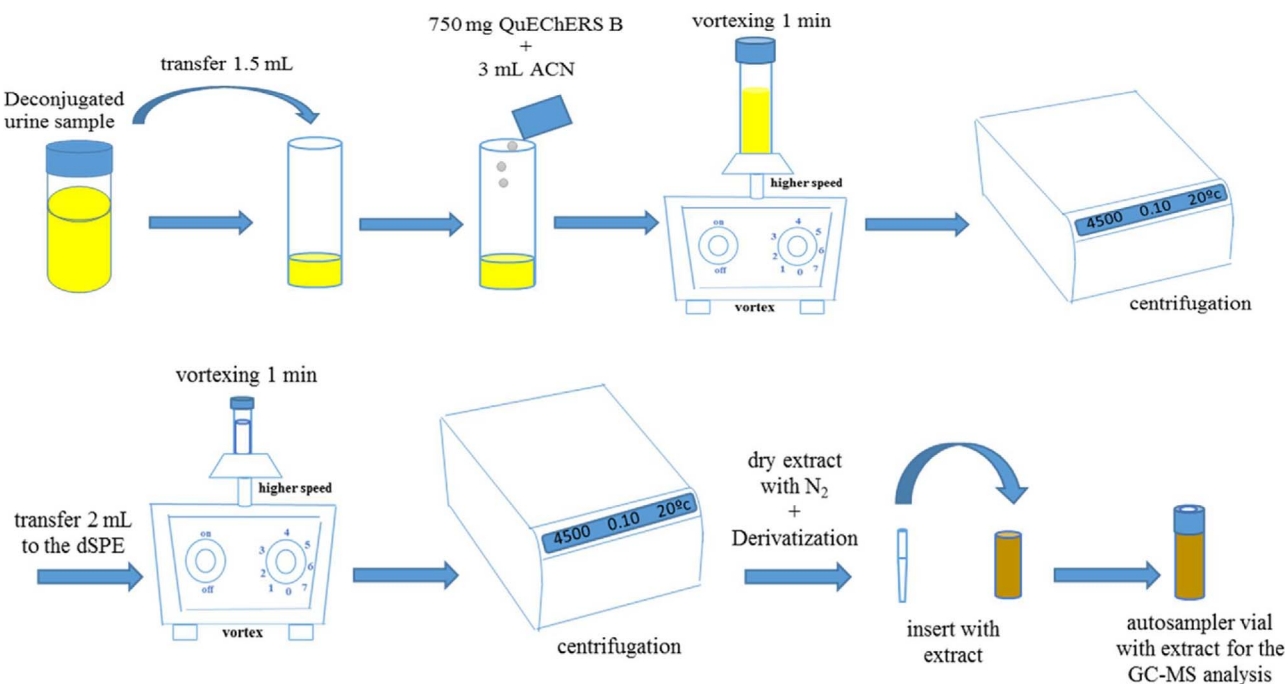 750 mg QuEChERS B
+
3 mL ACN
vortexing 1 min
transfer 1.5 mL
Deconjugated
urine sample
higher speed
on
off
4
3 5
2 6
1 0 7
vortex
4500 0.10 20ºc
centrifugation
vortexing 1 min
higher speed
transfer 2 mL
to the dSPE
on
off
4
3 5
2 6
1 0 7
vortex
4500 0.10 20ºc
centrifugation
dry extract
with N₂
+
Derivatization
insert with
extract
autosampler vial
with extract for the
GC-MS analysis